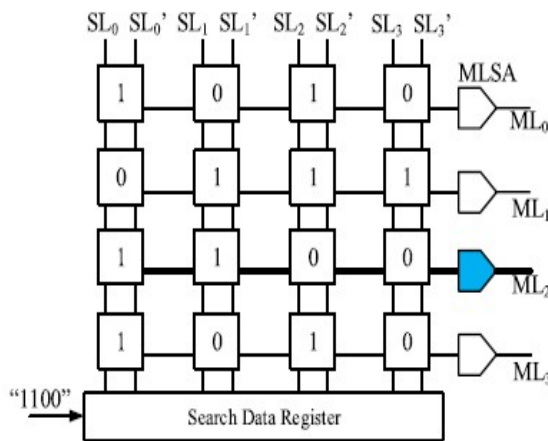 SL₀ SL₀' SL₁ SL₁' SL₂ SL₂' SL₃ SL₃'
MLSA
1 0 1 0
ML₀
0 1 1 1
ML₁
1 1 0 0
ML₂
1 0 1 0
ML₃
"1100"
Search Data Register